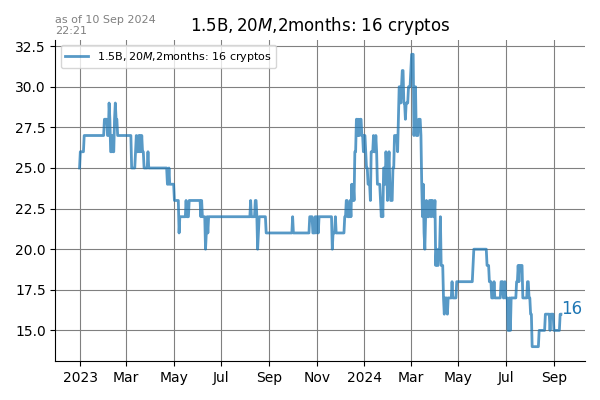 as of 10 Sep 2024
22:21
1.5B, 20M,2months: 16 cryptos
1.5B, 20M,2months: 16 cryptos
32.5
30.0
27.5
25.0
22.5
20.0
17.5
15.0
16
2023 Mar May Jul Sep Nov 2024 Mar May Jul Sep